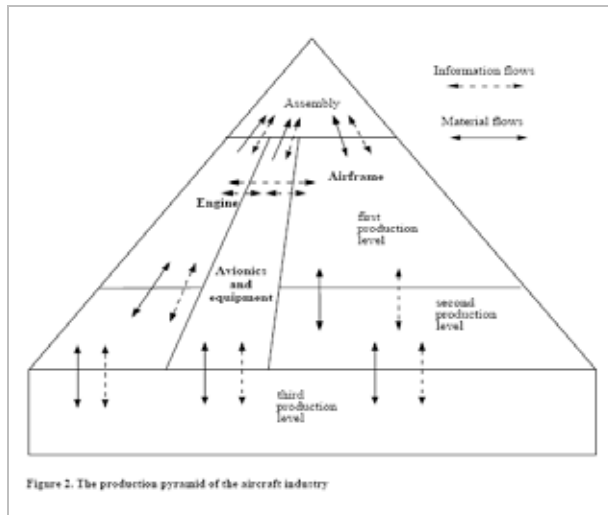 Information flows
Assembly
Material flows
Airframe
Engine
first
production
level
Avionics
and
equipment
second
production
level
third
production
level
Figure 2. The production pyramid of the aircraft industry